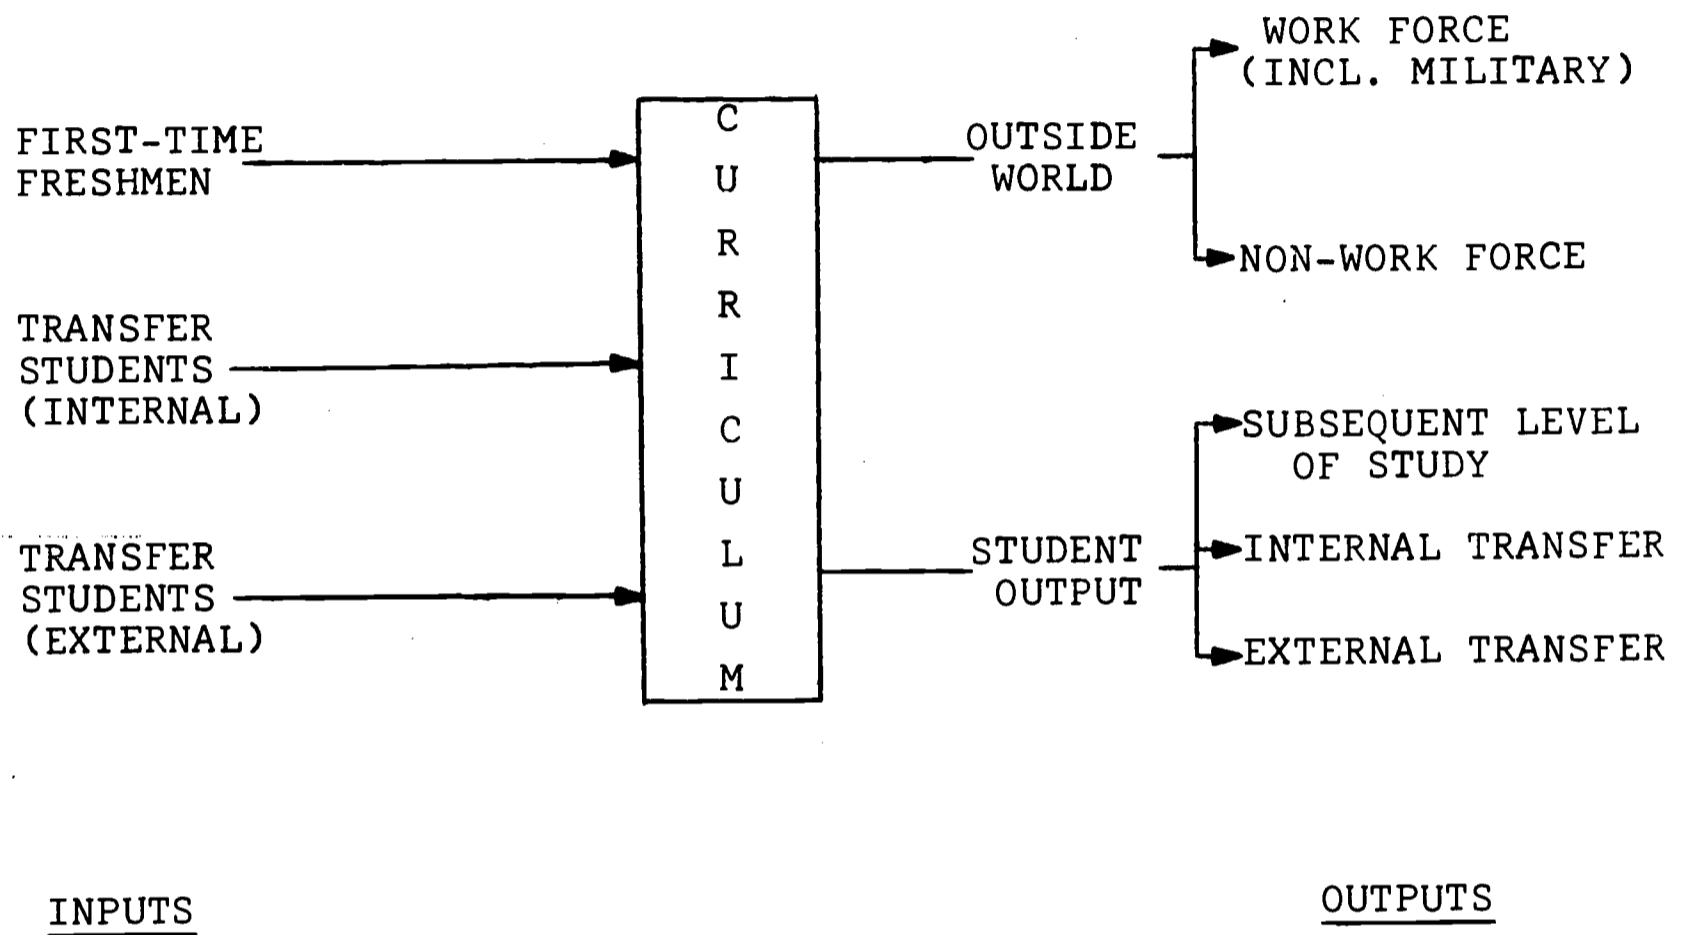 FIRST-TIME
FRESHMEN
TRANSFER
STUDENTS
(INTERNAL)
TRANSFER
STUDENTS
(EXTERNAL)
C
U
R
R
I
C
U
L
U
M
OUTSIDE
WORLD
WORK FORCE
(INCL. MILITARY)
NON-WORK FORCE
STUDENT
OUTPUT
SUBSEQUENT LEVEL
OF STUDY
INTERNAL TRANSFER
EXTERNAL TRANSFER
INPUTS
OUTPUTS